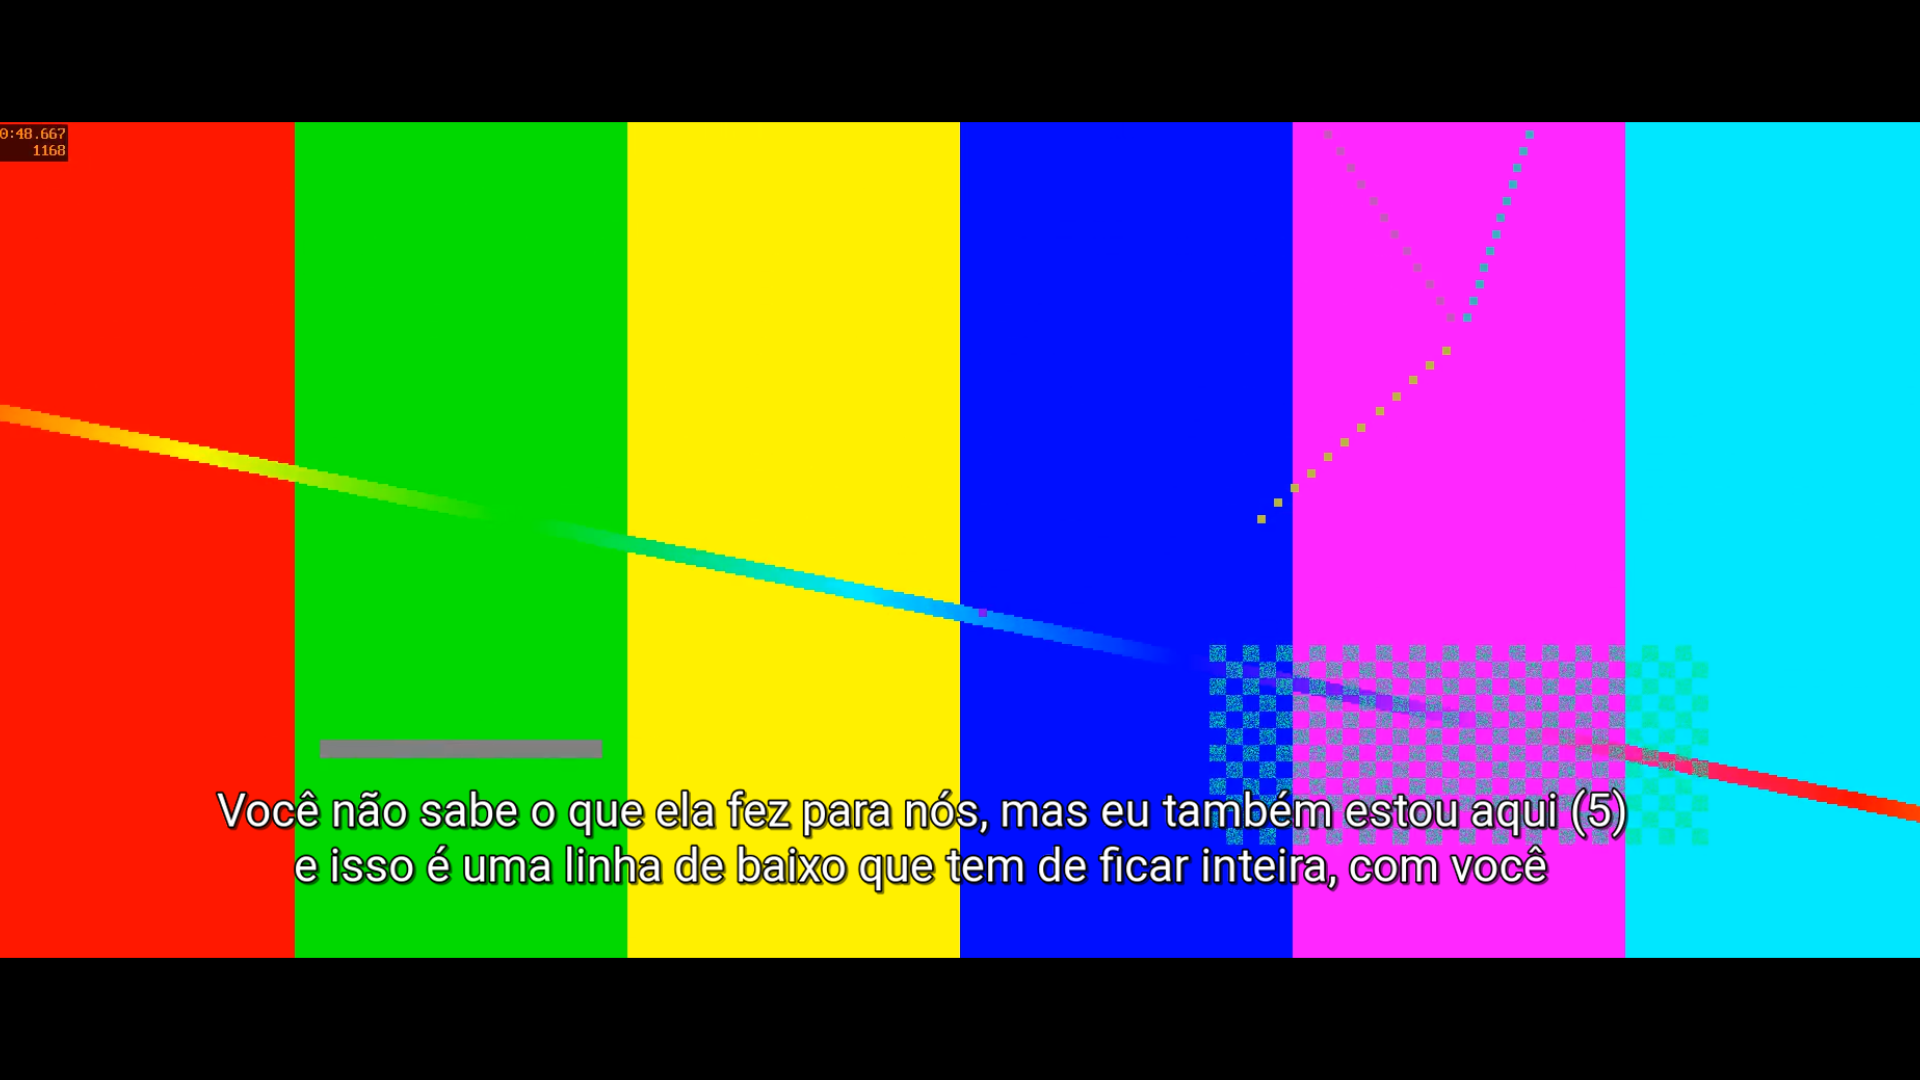 0:48.667
1168
Você não sabe o que ela fez para nós, mas eu também estou aqui (5)
e isso é uma linha de baixo que tem de ficar inteira, com você